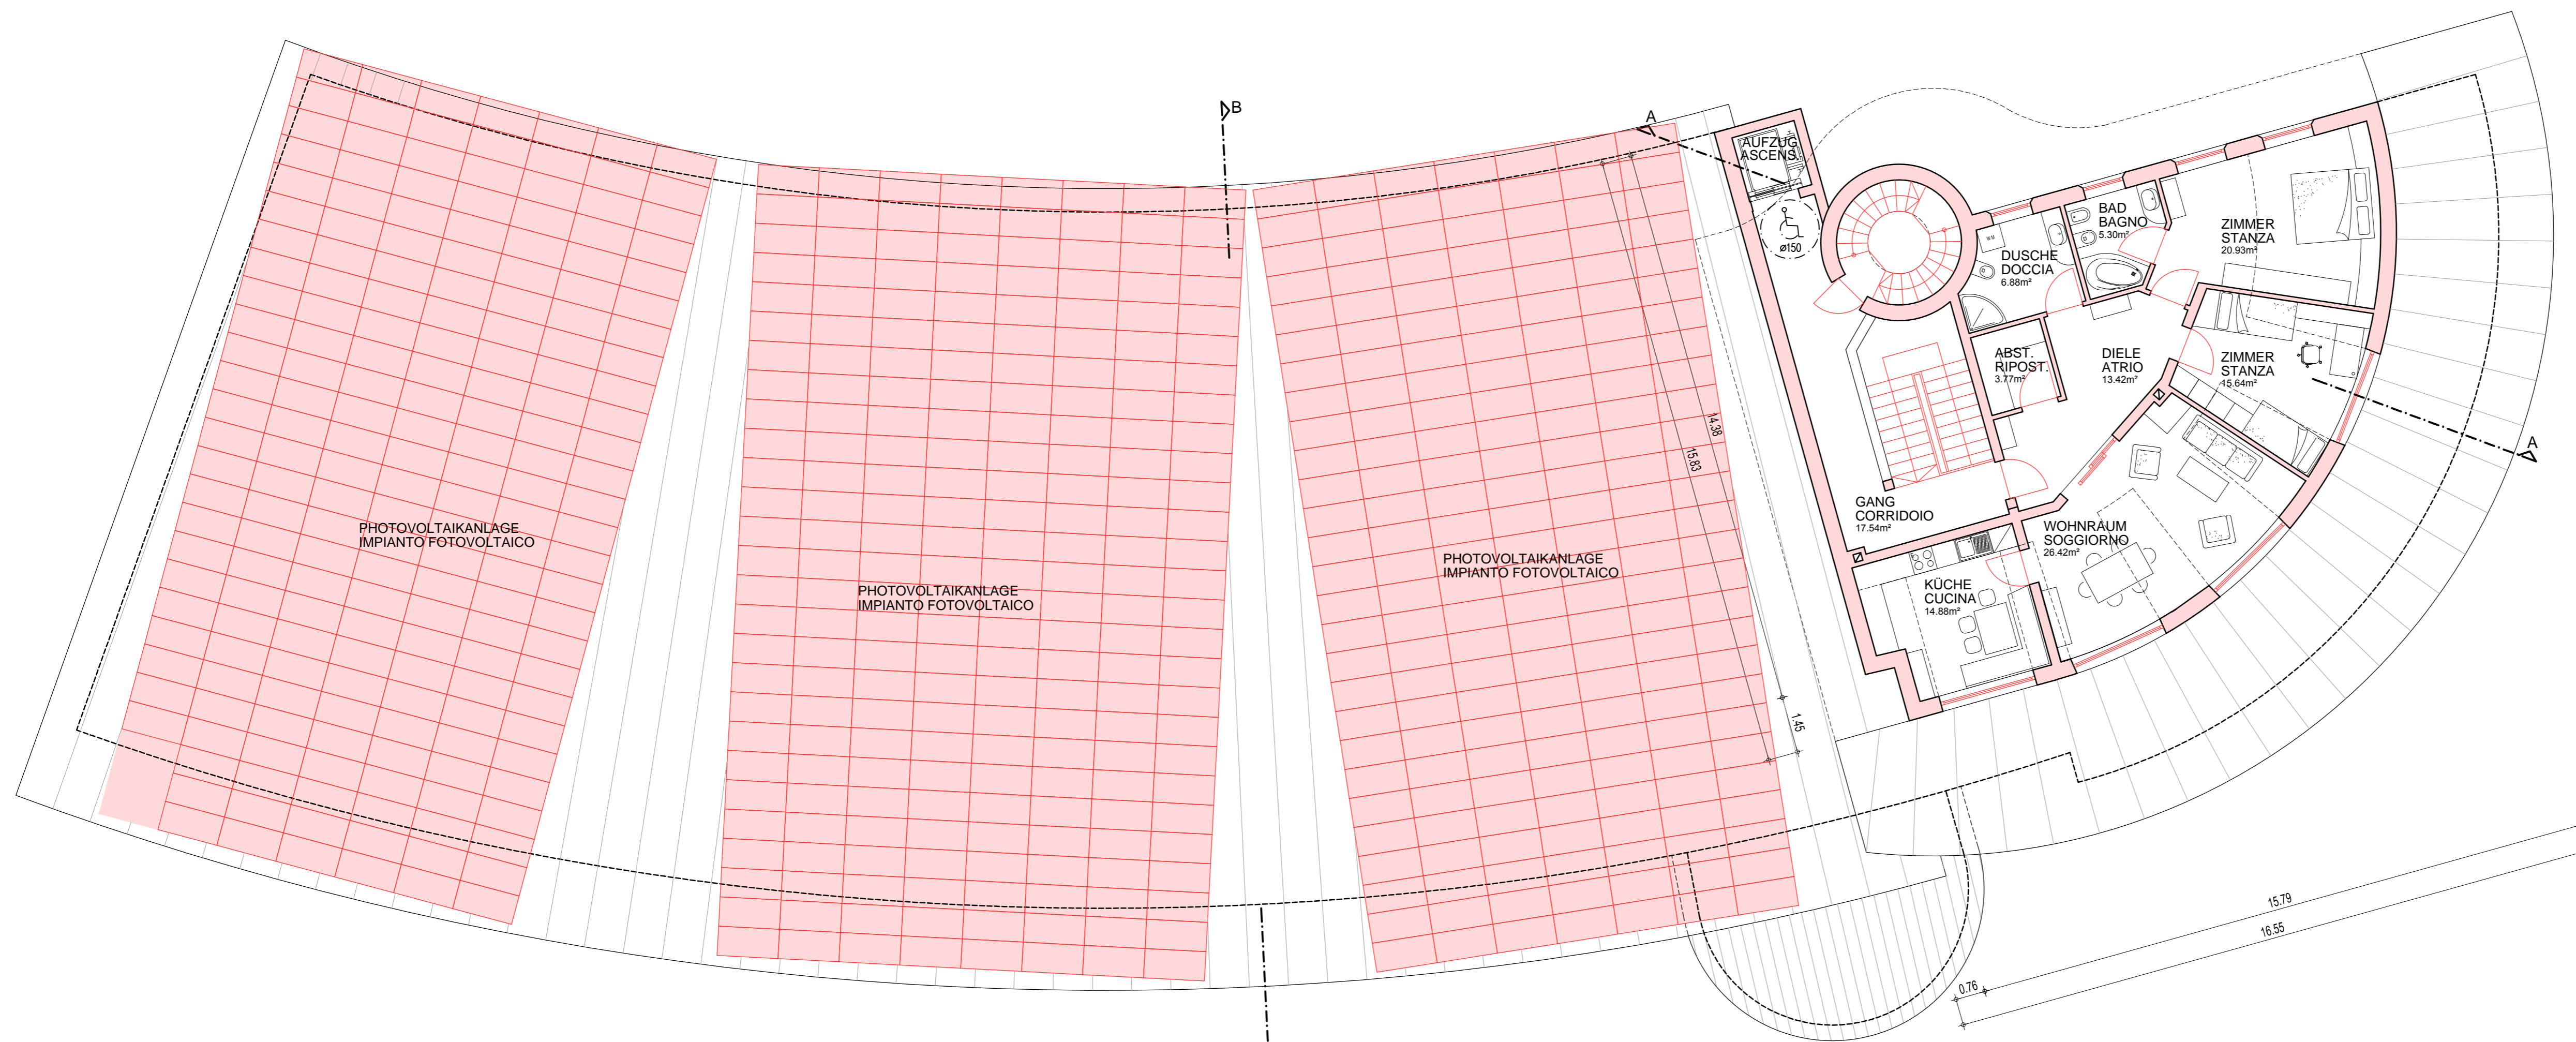 B
A
AUFZUG
ASCENS.
ø150
BAD
BAGNO
5.30m²
ZIMMER
STANZA
20.93m²
DUSCHE
DOCCIA
6.88m²
ABST.
RIPOST.
3.77m²
DIELE
ATRIO
13.42m²
ZIMMER
STANZA
15.64m²
A
14.38
15.83
GANG
CORRIDOIO
17.54m²
WOHNRAUM
SOGGIORNO
26.42m²
KÜCHE
CUCINA
14.88m²
PHOTOVOLTAIKANLAGE
IMPIANTO FOTOVOLTAICO
PHOTOVOLTAIKANLAGE
IMPIANTO FOTOVOLTAICO
PHOTOVOLTAIKANLAGE
IMPIANTO FOTOVOLTAICO
1.45
15.79
16.55
0.76